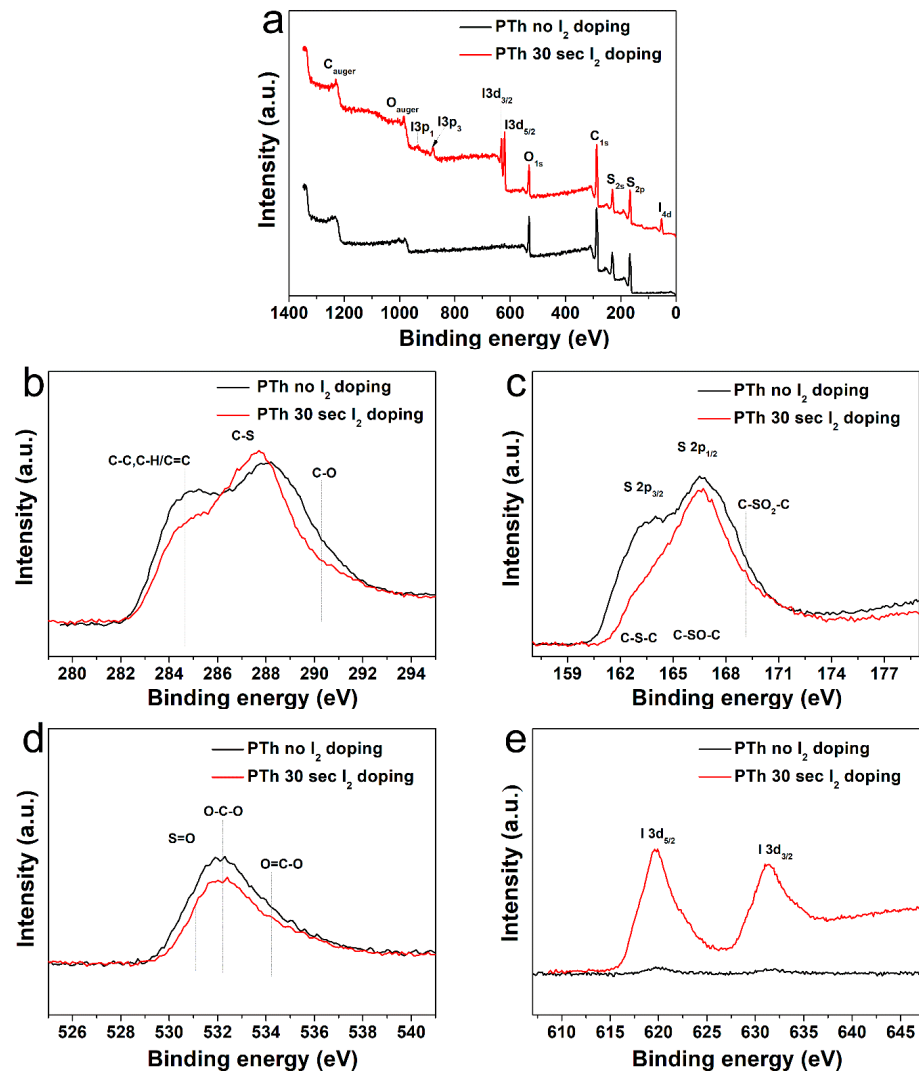 a
PTh no I₂ doping
PTh 30 sec I₂ doping
C_auger
O_auger
I3p₁
I3p₃
I3d₃/₂
I3d₅/₂
O₁s
C₁s
S₂s
S₂p
I₄d
Intensity (a.u.)
1400 1200 1000 800 600 400 200 0
Binding energy (eV)
b
PTh no I₂ doping
PTh 30 sec I₂ doping
C-S
C-C,C-H/C=C
C-O
Intensity (a.u.)
280 282 284 286 288 290 292 294
Binding energy (eV)
c
PTh no I₂ doping
PTh 30 sec I₂ doping
S 2p₁/₂
S 2p₃/₂
C-SO₂-C
C-S-C
C-SO-C
Intensity (a.u.)
159 162 165 168 171 174 177
Binding energy (eV)
d
PTh no I₂ doping
PTh 30 sec I₂ doping
O-C-O
S=O
O=C-O
Intensity (a.u.)
526 528 530 532 534 536 538 540
Binding energy (eV)
e
PTh no I₂ doping
PTh 30 sec I₂ doping
I 3d₅/₂
I 3d₃/₂
Intensity (a.u.)
610 615 620 625 630 635 640 645
Binding energy (eV)